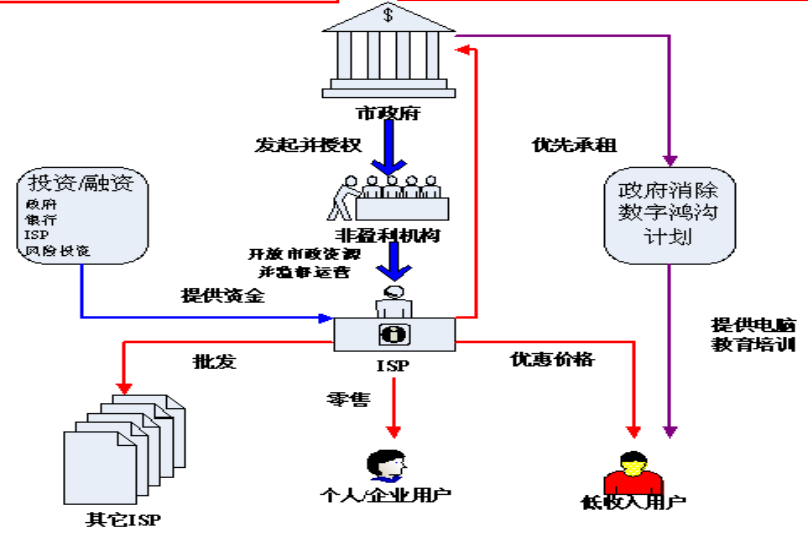 $
市政府
发起并授权
优先承租
投资/融资
政府
银行
ISP
风险投资
非盈利机构
政府消除
数字鸿沟
计划
开放市政资源
并监督运营
提供资金
提供电脑
教育培训
ISP
批发
优惠价格
零售
个人/企业用户
低收入用户
其它ISP